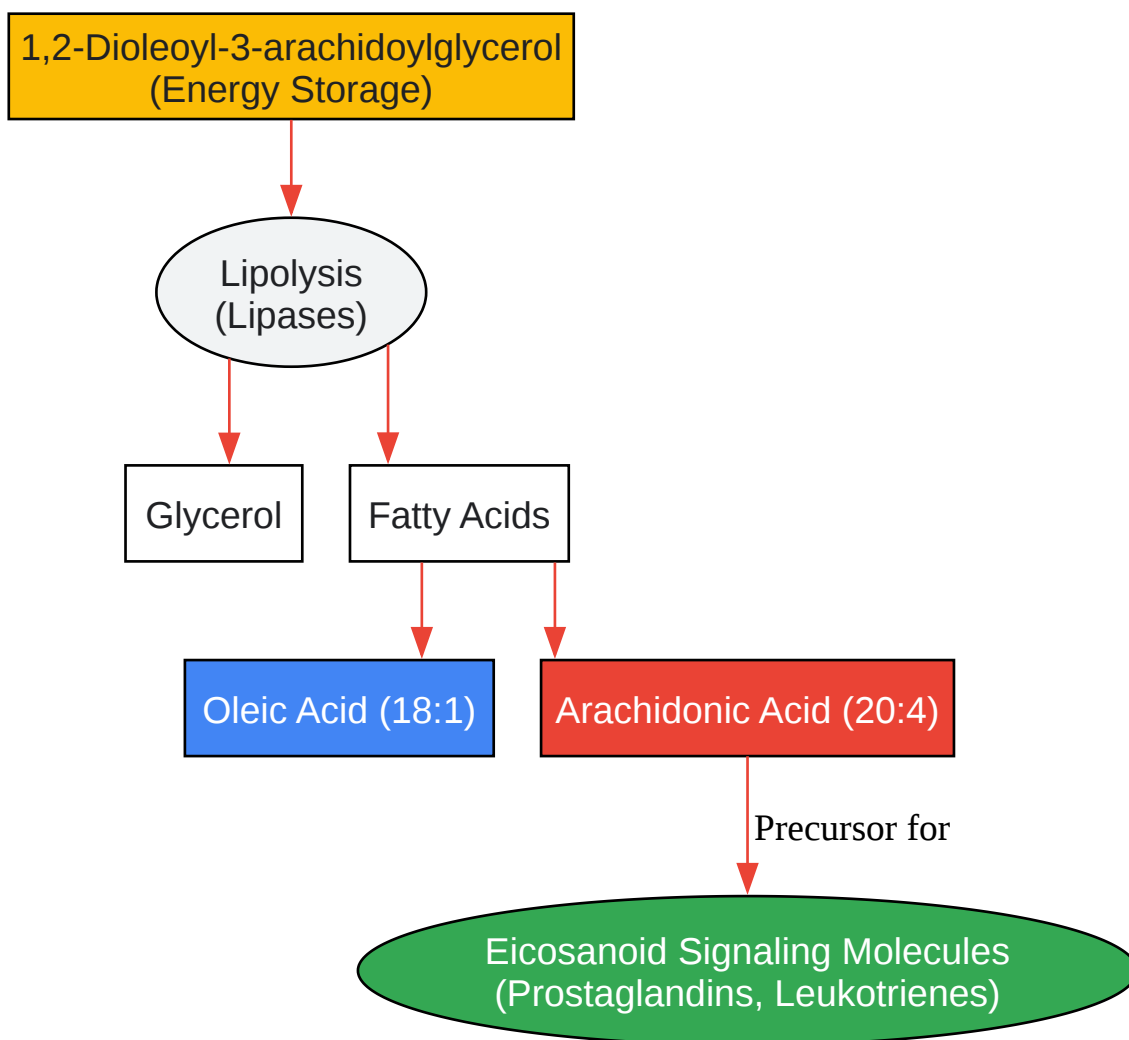 1,2-Dioleoyl-3-arachidoylglycerol
(Energy Storage)
Lipolysis
(Lipases)
Glycerol
Fatty Acids
Oleic Acid (18:1)
Arachidonic Acid (20:4)
Precursor for
Eicosanoid Signaling Molecules
(Prostaglandins, Leukotrienes)